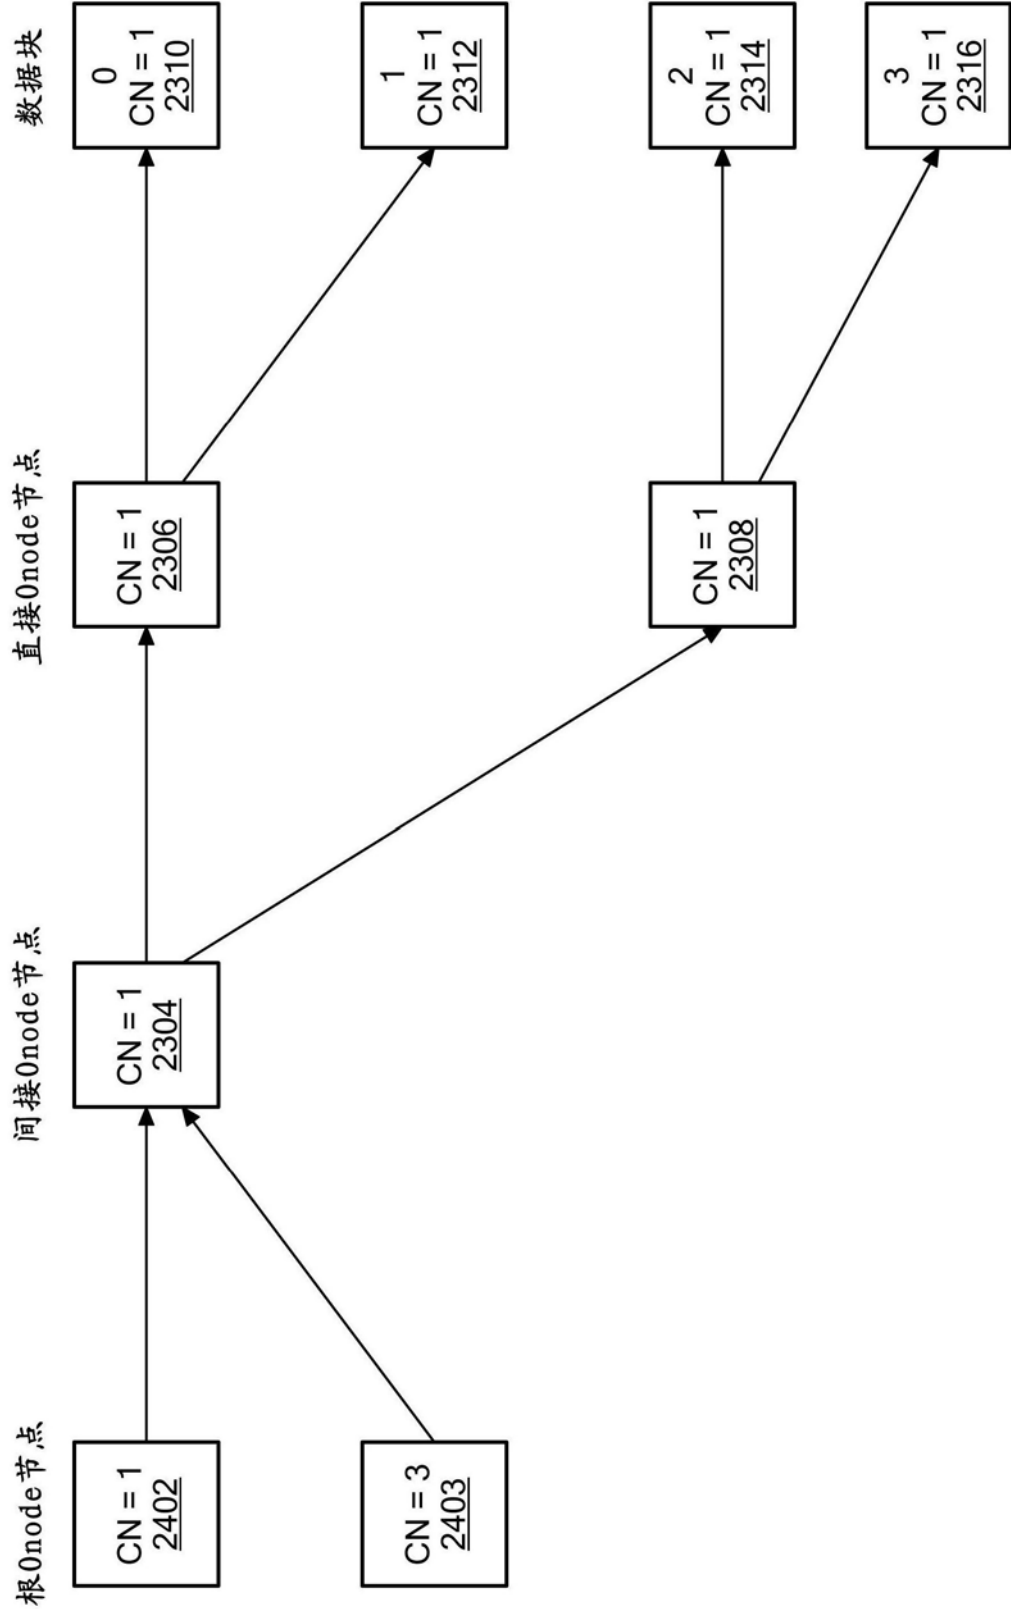 根Onode节点
间接Onode节点
直接Onode节点
数据块
CN = 1
2402
CN = 1
2304
CN = 1
2306
0
CN = 1
2310
CN = 3
2403
1
CN = 1
2312
CN = 1
2308
2
CN = 1
2314
3
CN = 1
2316